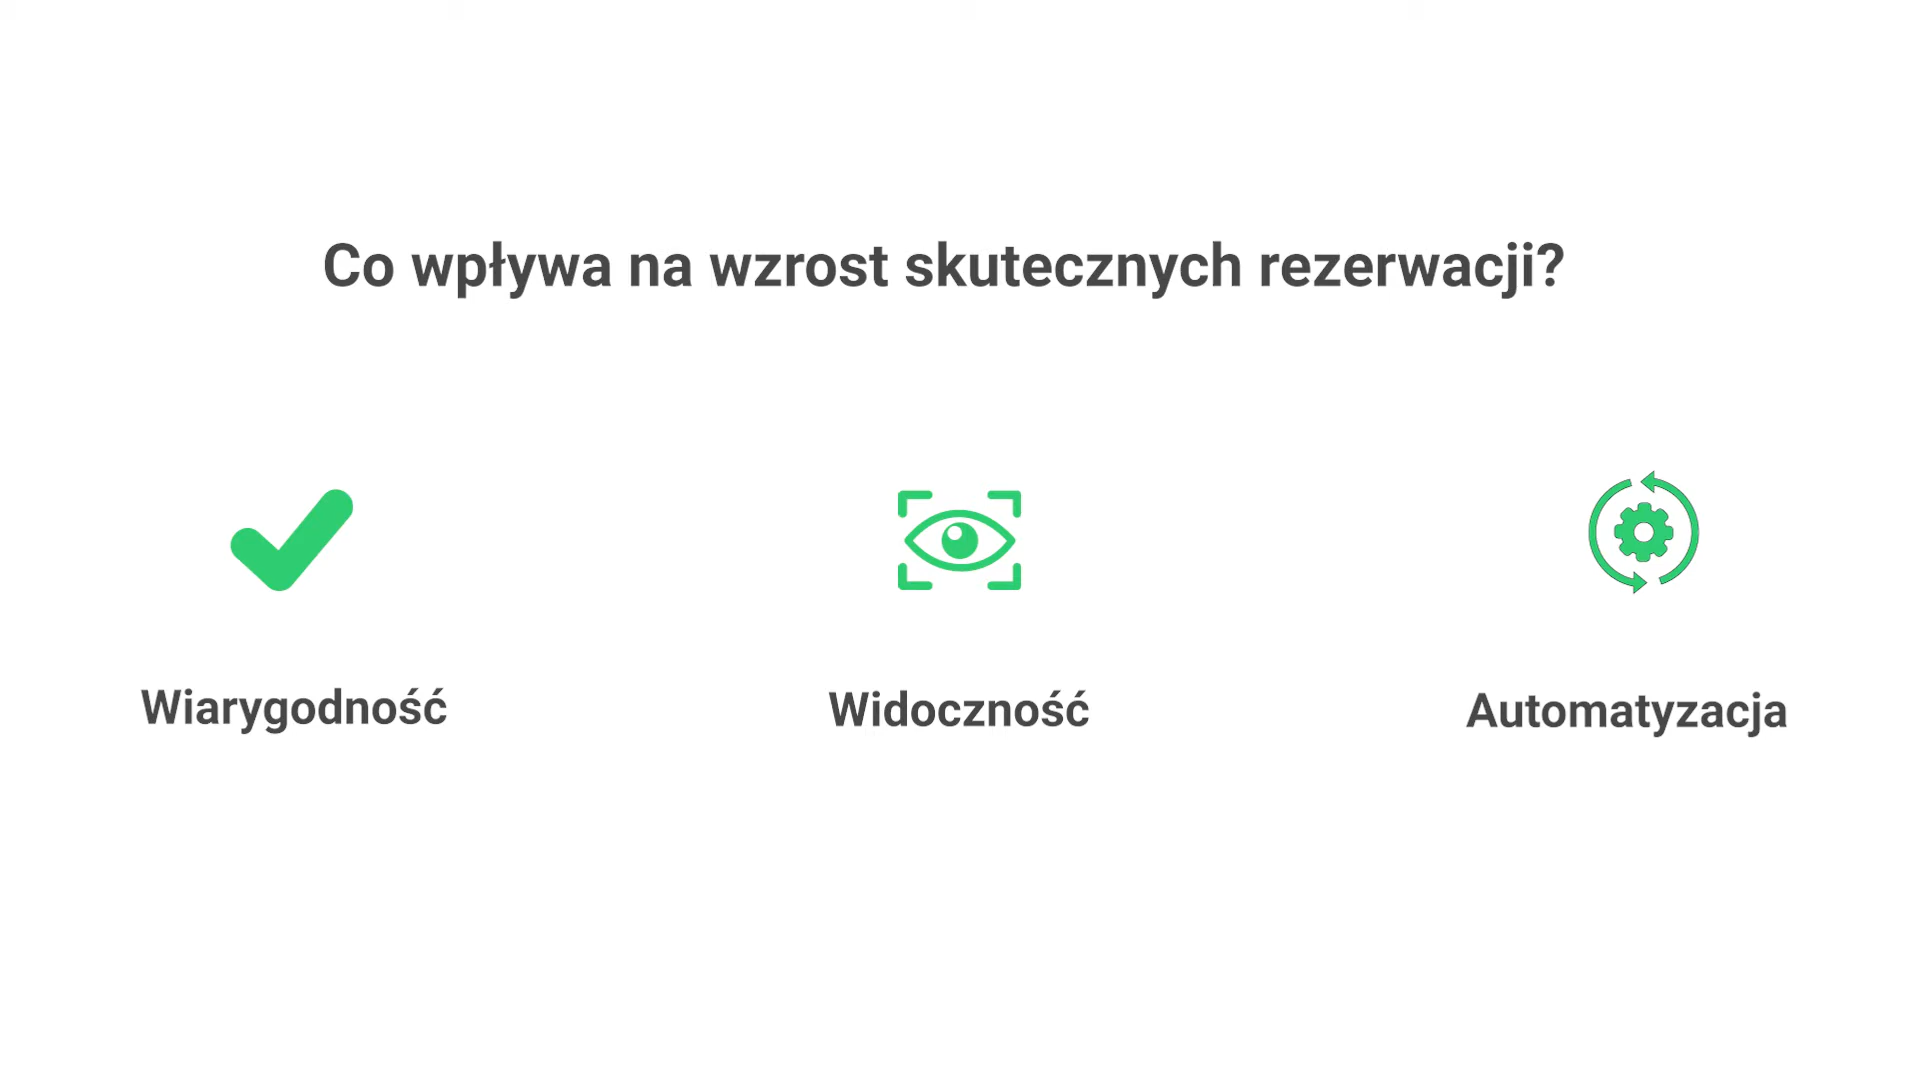 Co wpływa na wzrost skutecznych rezerwacji?
Wiarygodność
Widoczność
Automatyzacja